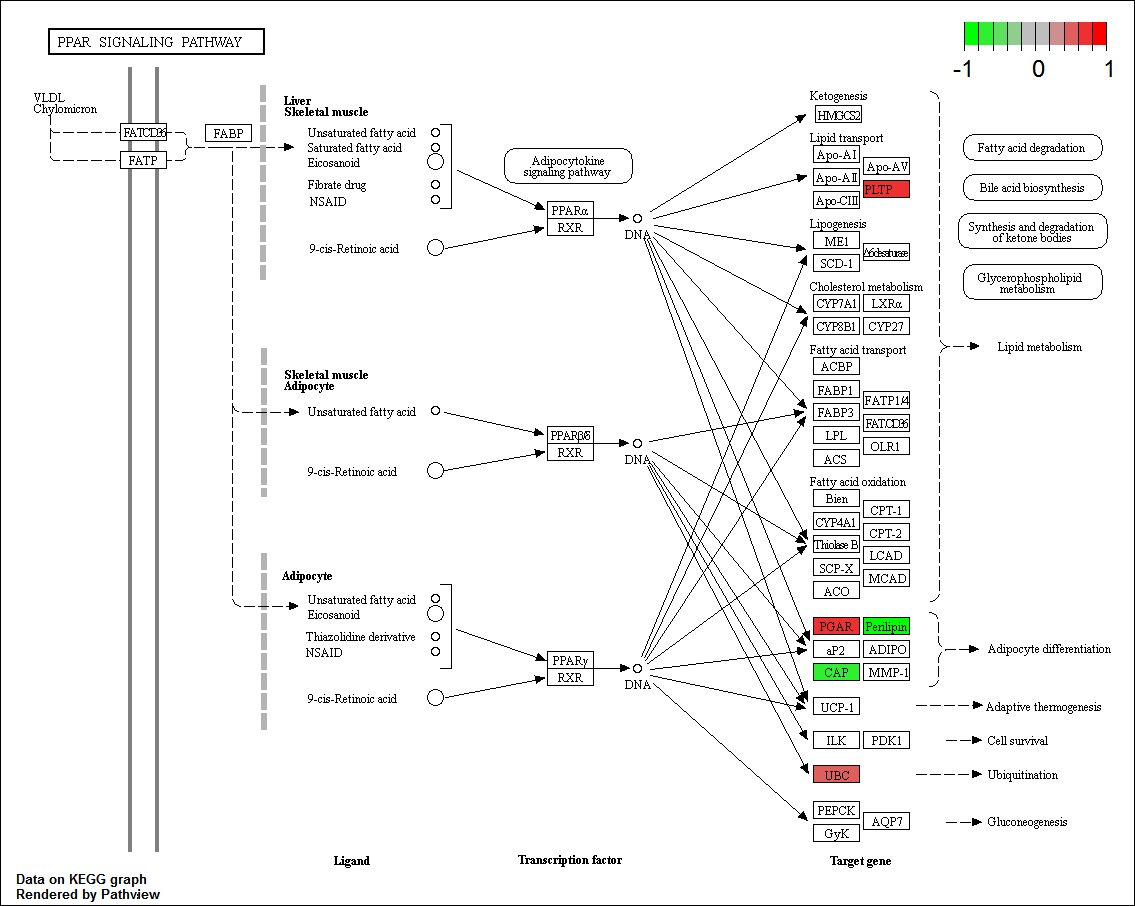 PPAR SIGNALING PATHWAY
-1 0 1
VLDL
Chylomicron
FATCD36
FATP
FABP
Liver
Skeletal muscle
Unsaturated fatty acid
Saturated fatty acid
Eicosanoid
Fibrate drug
NSAID
9-cis-Retinoic acid
Adipocytokine
signaling pathway
PPARα
RXR
DNA
Skeletal muscle
Adipocyte
Unsaturated fatty acid
9-cis-Retinoic acid
PPARβδ
RXR
DNA
Adipocyte
Unsaturated fatty acid
Eicosanoid
Thiazolidine derivative
NSAID
9-cis-Retinoic acid
PPARγ
RXR
DNA
Ketogenesis
HMGCS2
Lipid transport
Apo-AI
Apo-AV
Apo-AII
PLTP
Apo-CIII
Lipogenesis
ME1
SCD-1
Cholesterol metabolism
CYP7A1 LXRα
CYP8B1 CYP27
Fatty acid transport
ACBP
FABP1
FATP1/4
FABP3
FATCD36
LPL
OLR1
ACS
Fatty acid oxidation
Bien
CPT-1
CYP4A1
CPT-2
Thiolase B
LCAD
SCP-X
MCAD
ACO
PGAR Perilipin
aP2 ADIPO
CAP MMP-1
UCP-1
ILK PDK1
UBC
PEPCK
AQP7
GyK
Fatty acid degradation
Bile acid biosynthesis
Synthesis and degradation
of ketone bodies
Glycerophospholipid
metabolism
Lipid metabolism
Adipocyte differentiation
Adaptive thermogenesis
Cell survival
Ubiquitination
Gluconeogenesis
Ligand
Transcription factor
Target gene
Data on KEGG graph
Rendered by Pathview